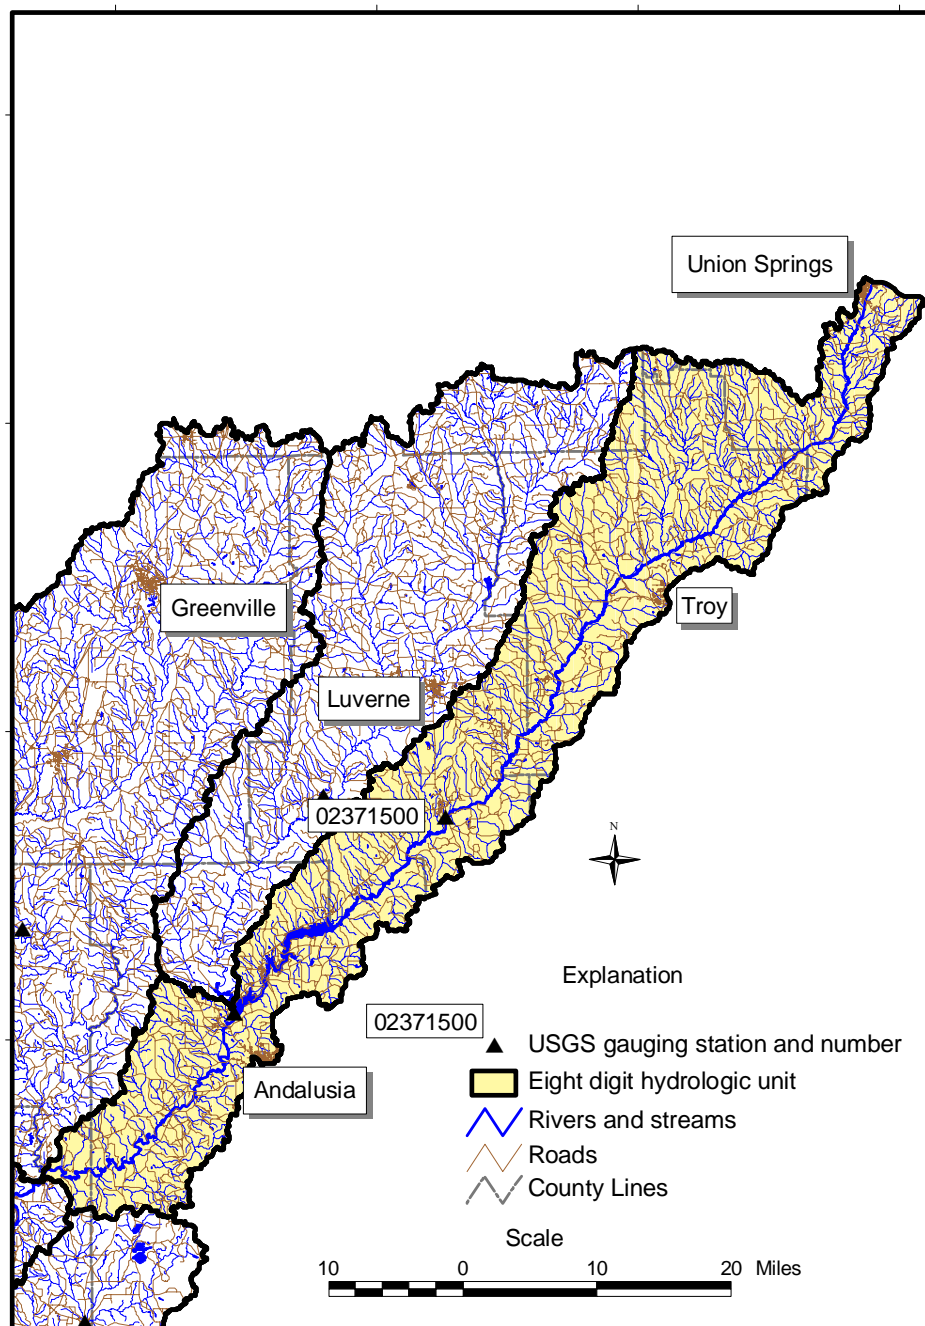 Union Springs
Greenville
Troy
Luverne
02371500
N
Explanation
02371500
USGS gauging station and number
Eight digit hydrologic unit
Andalusia
Rivers and streams
Roads
County Lines
Scale
10 0 10 20 Miles